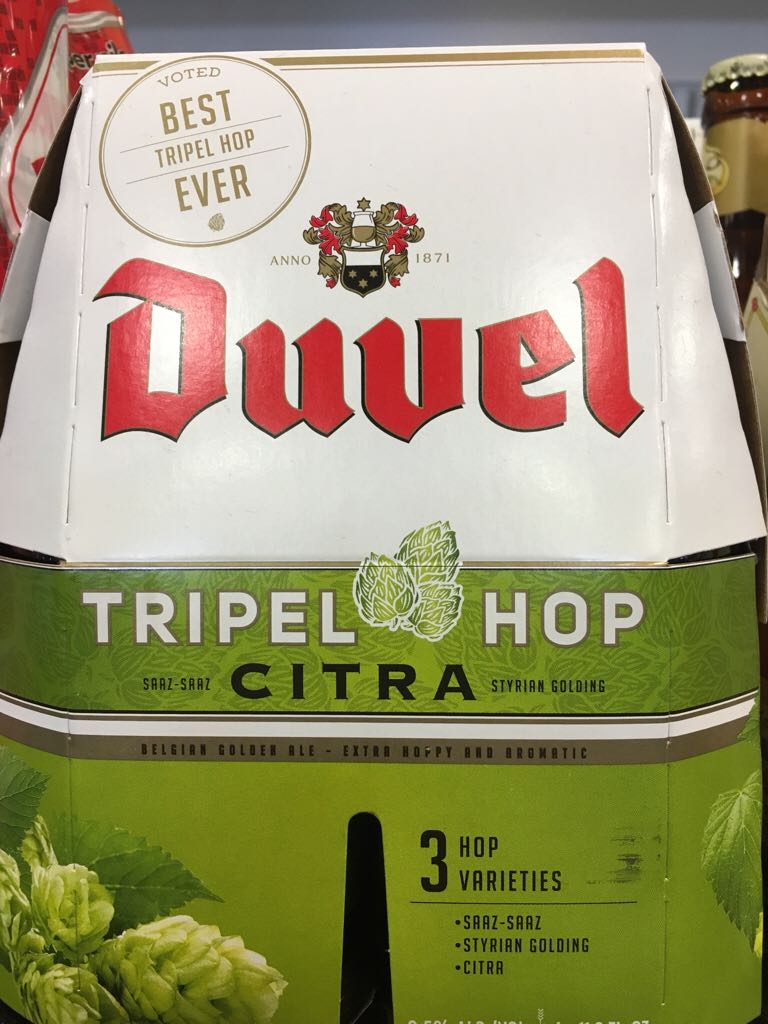 VOTED
BEST
TRIPEL HOP
EVER
ANNO 1871
Duvel
TRIPEL HOP
SAAZ-SAAZ CITRA STYRIAN GOLDING
BELGIAN GOLDEN ALE - EXTRA HOPPY AND AROMATIC
3 HOP
VARIETIES
•SAAZ-SAAZ
•STYRIAN GOLDING
•CITRA